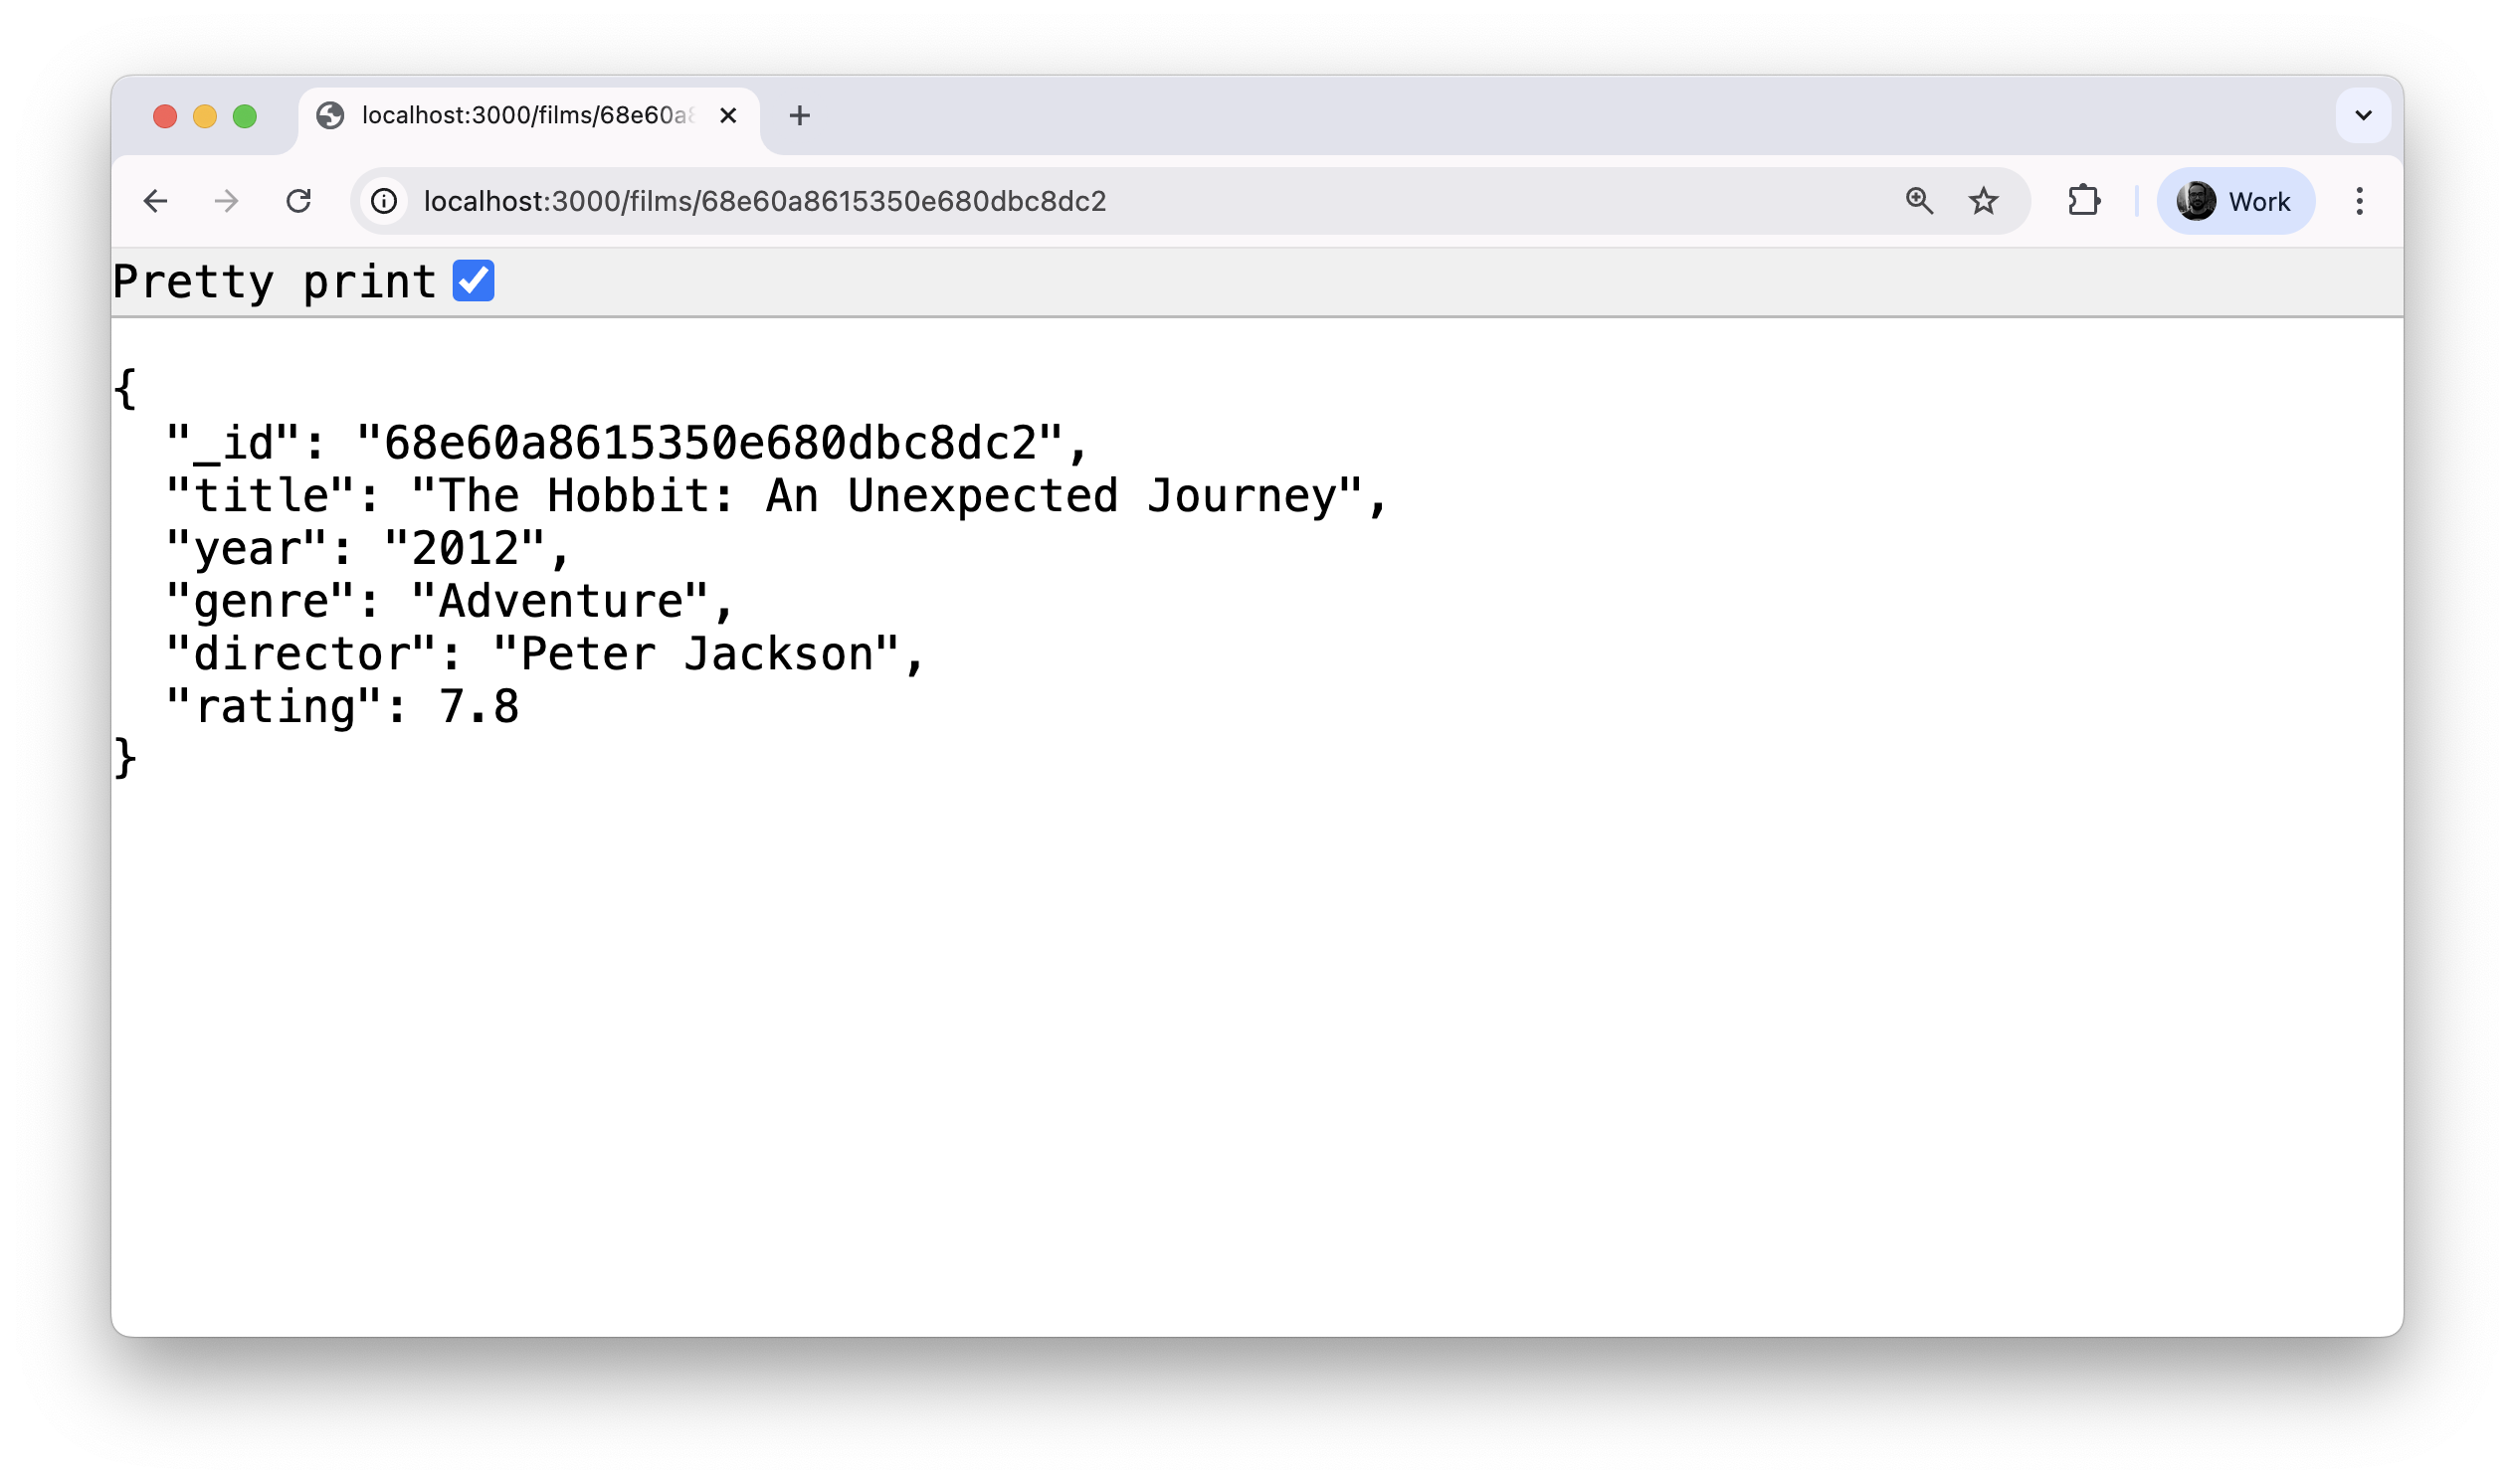 localhost:3000/films/68e60a8
localhost:3000/films/68e60a8615350e680dbc8dc2
Work
Pretty print
{
  "_id": "68e60a8615350e680dbc8dc2",
  "title": "The Hobbit: An Unexpected Journey",
  "year": "2012",
  "genre": "Adventure",
  "director": "Peter Jackson",
  "rating": 7.8
}